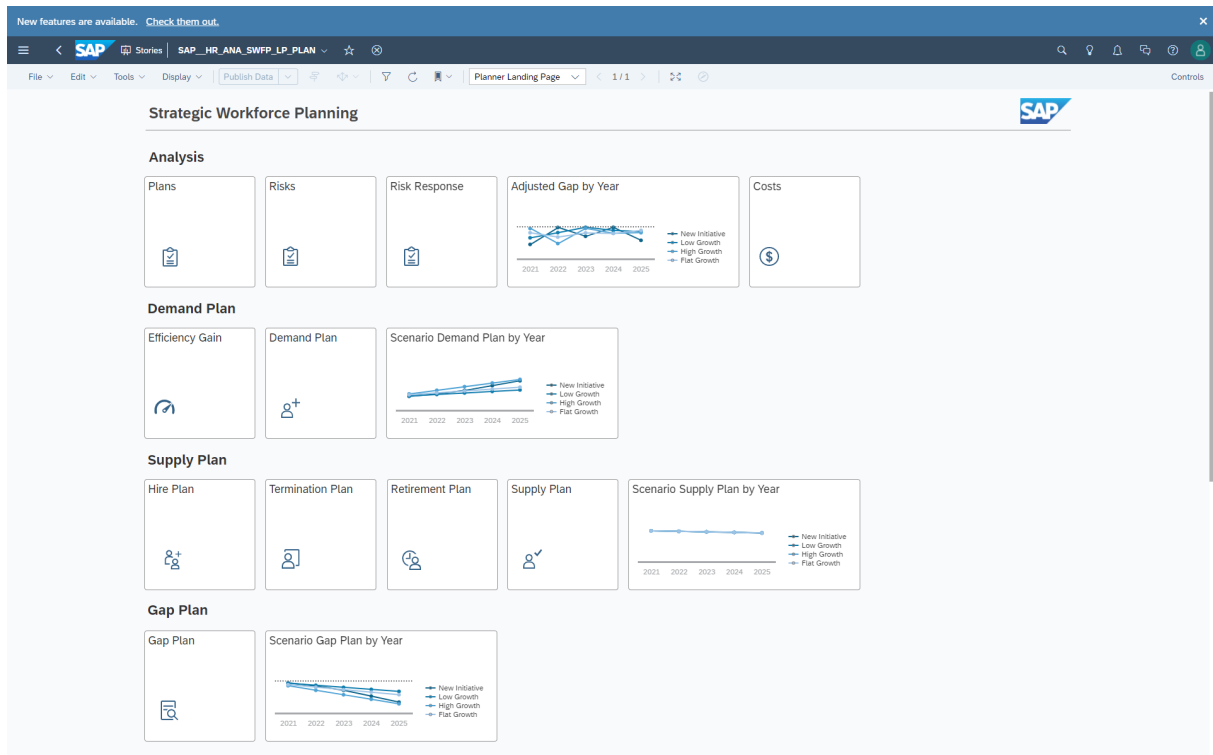 New features are available. Check them out.
SAP Stories SAP__HR_ANA_SWFP_LP_PLAN
File Edit Tools Display Publish Data Planner Landing Page 1/1 Controls
Strategic Workforce Planning SAP
Analysis
Plans Risks Risk Response Adjusted Gap by Year Costs
New Initiative
Low Growth
High Growth
Flat Growth
2021 2022 2023 2024 2025
Demand Plan
Efficiency Gain Demand Plan Scenario Demand Plan by Year
New Initiative
Low Growth
High Growth
Flat Growth
2021 2022 2023 2024 2025
Supply Plan
Hire Plan Termination Plan Retirement Plan Supply Plan Scenario Supply Plan by Year
New Initiative
Low Growth
High Growth
Flat Growth
2021 2022 2023 2024 2025
Gap Plan
Gap Plan Scenario Gap Plan by Year
New Initiative
Low Growth
High Growth
Flat Growth
2021 2022 2023 2024 2025